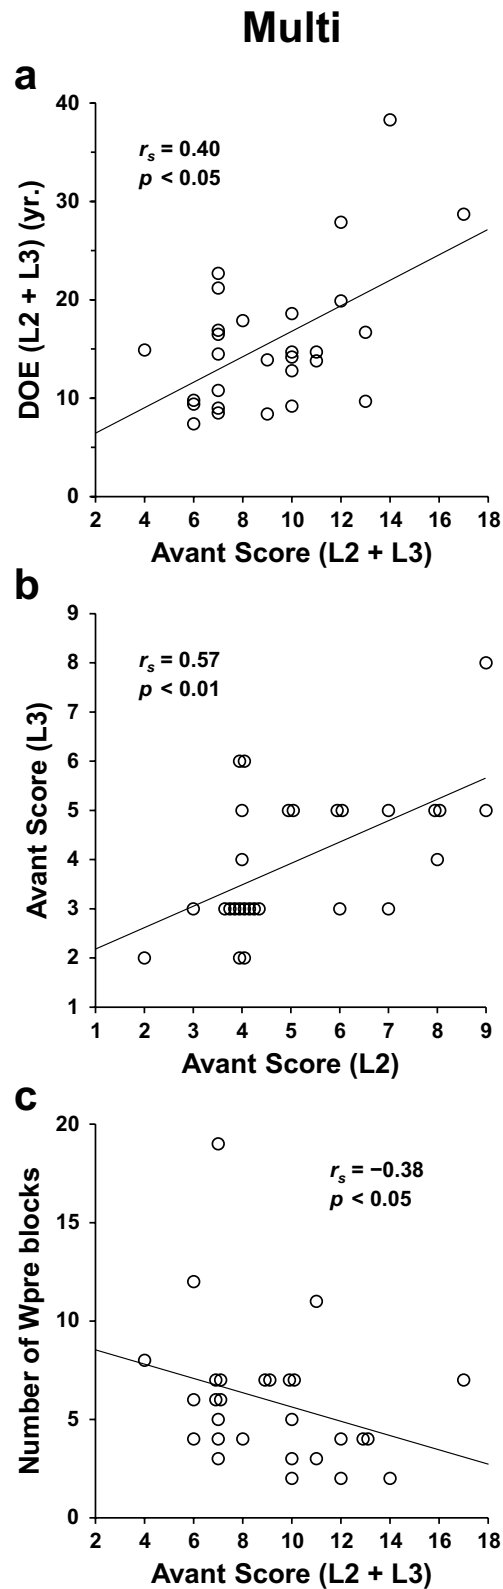 Multi
a
40
30
20
10
0
DOE (L2 + L3) (yr.)
r_s = 0.40
p < 0.05
2 4 6 8 10 12 14 16 18
Avant Score (L2 + L3)
b
9
8
7
6
5
4
3
2
1
Avant Score (L3)
r_s = 0.57
p < 0.01
1 2 3 4 5 6 7 8 9
Avant Score (L2)
c
20
15
10
5
0
Number of Wpre blocks
r_s = −0.38
p < 0.05
2 4 6 8 10 12 14 16 18
Avant Score (L2 + L3)